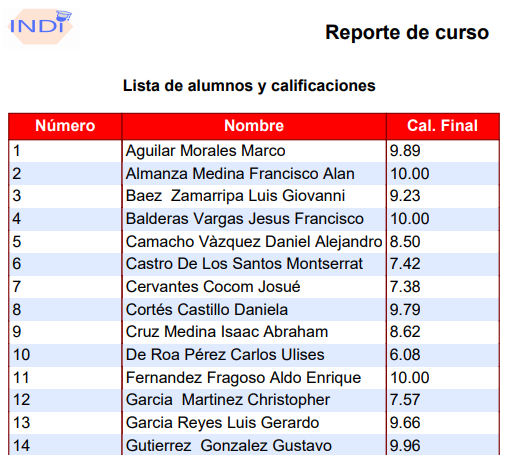 INDi
Reporte de curso
Lista de alumnos y calificaciones
Número Nombre Cal. Final
1 Aguilar Morales Marco 9.89
2 Almanza Medina Francisco Alan 10.00
3 Baez  Zamarripa Luis Giovanni 9.23
4 Balderas Vargas Jesus Francisco 10.00
5 Camacho Vàzquez Daniel Alejandro 8.50
6 Castro De Los Santos Montserrat 7.42
7 Cervantes Cocom Josué 7.38
8 Cortés Castillo Daniela 9.79
9 Cruz Medina Isaac Abraham 8.62
10 De Roa Pérez Carlos Ulises 6.08
11 Fernandez Fragoso Aldo Enrique 10.00
12 Garcia  Martinez Christopher 7.57
13 Garcia Reyes Luis Gerardo 9.66
14 Gutierrez  Gonzalez Gustavo 9.96